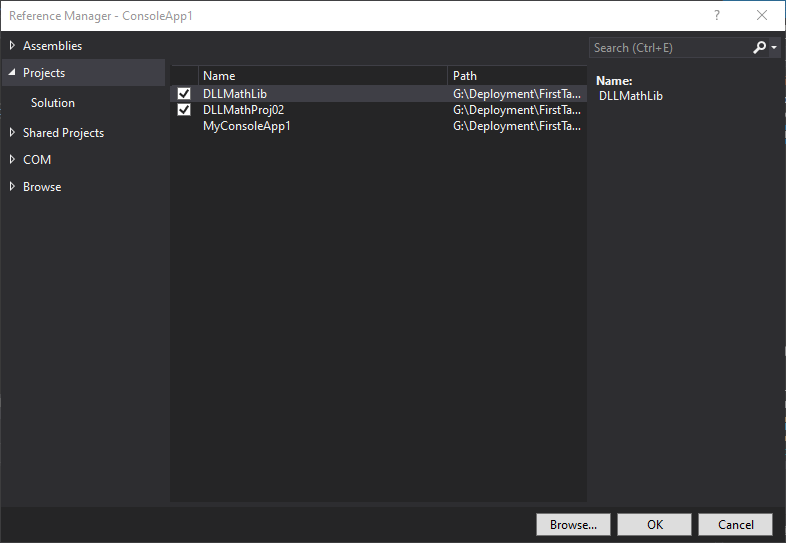 Reference Manager - ConsoleApp1
?
Assemblies
Projects
Solution
Shared Projects
COM
Browse
Name Path
DLLMathLib G:\Deployment\FirstTa...
DLLMathProj02 G:\Deployment\FirstTa...
MyConsoleApp1 G:\Deployment\FirstTa...
Search (Ctrl+E)
Name:
DLLMathLib
Browse... OK Cancel